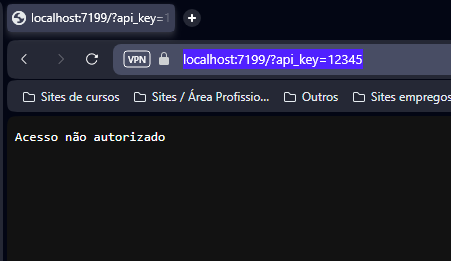 localhost:7199/?api_key=1
VPN
localhost:7199/?api_key=12345
Sites de cursos
Sites / Área Profissio...
Outros
Sites empregos
Acesso não autorizado